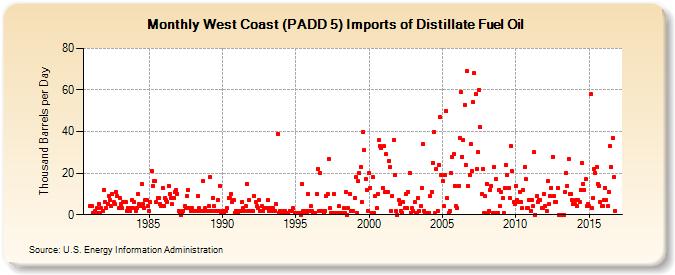 Monthly West Coast (PADD 5) Imports of Distillate Fuel Oil
Thousand Barrels per Day
80
60
40
20
0
1985 1990 1995 2000 2005 2010 2015
Source: U.S. Energy Information Administration